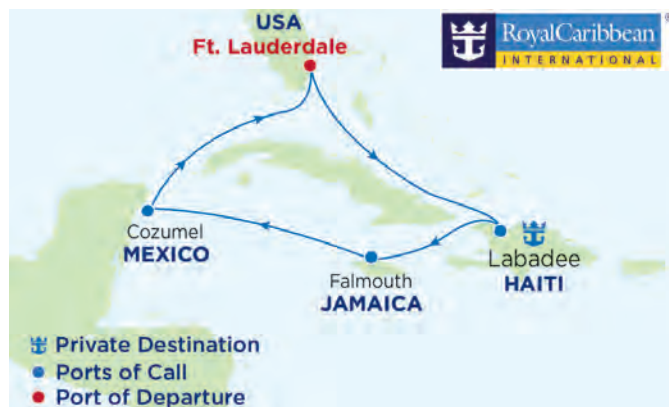 USA
Ft. Lauderdale
RoyalCaribbean
INTERNATIONAL
®
Cozumel
MEXICO
Falmouth
JAMAICA
Labadee
HAITI
Private Destination
Ports of Call
Port of Departure